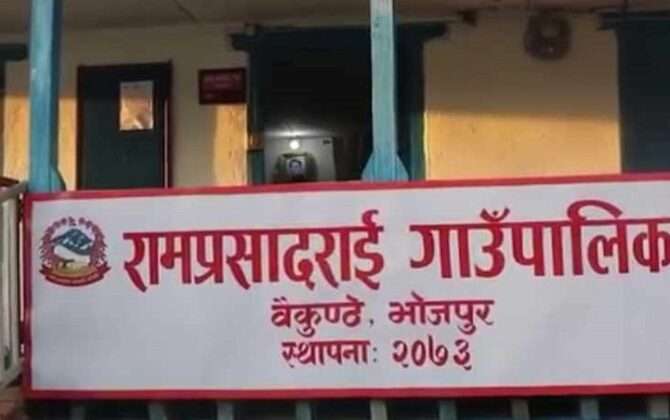 रामप्रसादराई गाउँपालिक
वैकुण्ठे, भोजपुर
स्थापना: २०७३